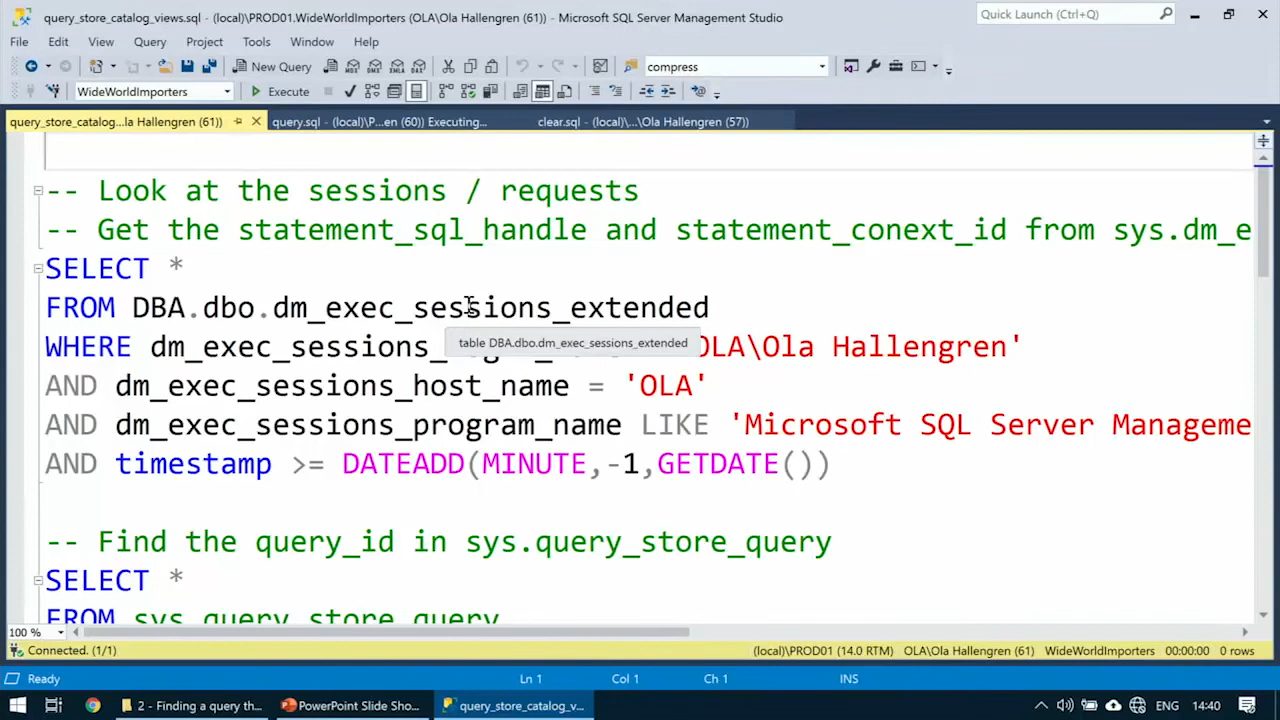 query_store_catalog_views.sql - (local)\PROD01.WideWorldImporters (OLA\Ola Hallengren (61)) - Microsoft SQL Server Management Studio
Quick Launch (Ctrl+Q)
File Edit View Query Project Tools Window Help
New Query
MDX
DMX
XMLA
DAX
compress
WideWorldImporters
Execute
query_store_catalog...la Hallengren (61))
query.sql - (local)\P...en (60)) Executing...
clear.sql - (local)\...\Ola Hallengren (57))
-- Look at the sessions / requests
-- Get the statement_sql_handle and statement_conext_id from sys.dm_e
SELECT *
FROM DBA.dbo.dm_exec_sessions_extended
table DBA.dbo.dm_exec_sessions_extended
WHERE dm_exec_sessions_ OLA\Ola Hallengren'
AND dm_exec_sessions_host_name = 'OLA'
AND dm_exec_sessions_program_name LIKE 'Microsoft SQL Server Manageme
AND timestamp >= DATEADD(MINUTE,-1,GETDATE())
-- Find the query_id in sys.query_store_query
SELECT *
FROM sys.query_store_query
100 %
Connected. (1/1)
(local)\PROD01 (14.0 RTM)
OLA\Ola Hallengren (61)
WideWorldImporters
00:00:00
0 rows
Ready
Ln 1
Col 1
Ch 1
INS
2 - Finding a query th...
PowerPoint Slide Sho...
query_store_catalog_v...
ENG
14:40